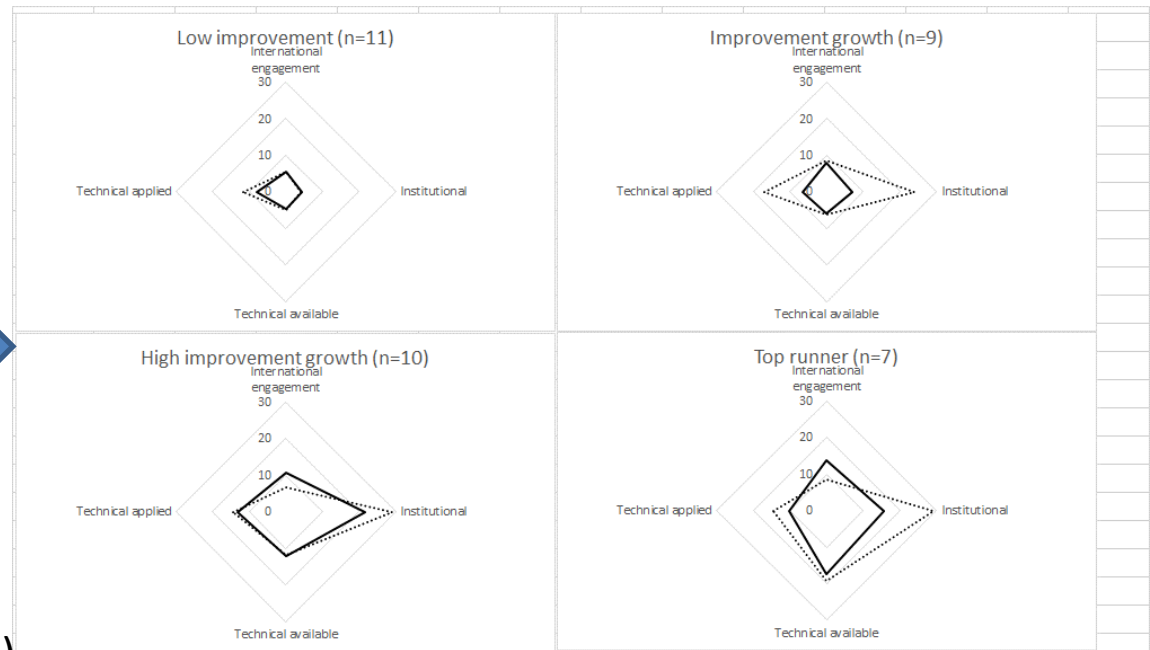 Low improvement (n=11)
International
engagement
30
20
10
0
Technical applied
Institutional
Technical available
Improvement growth (n=9)
International
engagement
30
20
10
0
Technical applied
Institutional
Technical available
High improvement growth (n=10)
International
engagement
30
20
10
0
Technical applied
Institutional
Technical available
Top runner (n=7)
International
engagement
30
20
10
0
Technical applied
Institutional
Technical available
)